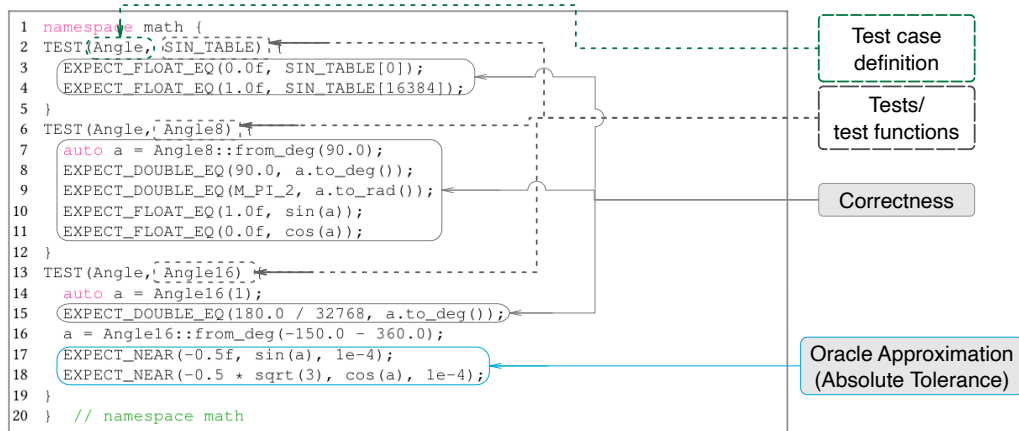 1 namespace math {
2 TEST(Angle, SIN_TABLE) {
3 EXPECT_FLOAT_EQ(0.0f, SIN_TABLE[0]);
4 EXPECT_FLOAT_EQ(1.0f, SIN_TABLE[16384]);
5 }
6 TEST(Angle, Angle8) {
7 auto a = Angle8::from_deg(90.0);
8 EXPECT_DOUBLE_EQ(90.0, a.to_deg());
9 EXPECT_DOUBLE_EQ(M_PI_2, a.to_rad());
10 EXPECT_FLOAT_EQ(1.0f, sin(a));
11 EXPECT_FLOAT_EQ(0.0f, cos(a));
12 }
13 TEST(Angle, Angle16) {
14 auto a = Angle16(1);
15 EXPECT_DOUBLE_EQ(180.0 / 32768, a.to_deg());
16 a = Angle16::from_deg(-150.0 - 360.0);
17 EXPECT_NEAR(-0.5f, sin(a), 1e-4);
18 EXPECT_NEAR(-0.5 * sqrt(3), cos(a), 1e-4);
19 }
20 } // namespace math
Test case
definition
Tests/
test functions
Correctness
Oracle Approximation
(Absolute Tolerance)